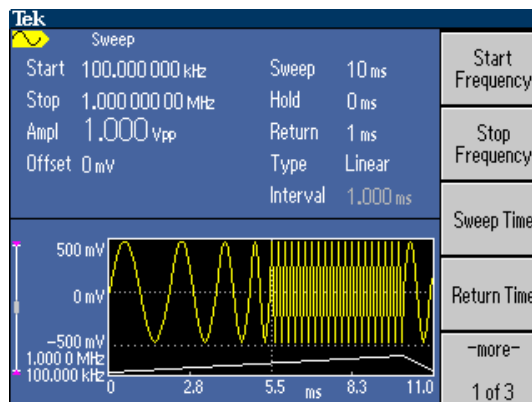 Tek
Sweep
Start 100.000 000 kHz Sweep 10 ms
Stop 1.000 000 00 MHz Hold 0 ms
Ampl 1.000 Vpp Return 1 ms
Offset 0 mV Type Linear
Interval 1.000 ms
500 mV
0 mV
-500 mV
1.000 0 MHz
100.000 kHz
0 2.8 5.5 ms 8.3 11.0
Start
Frequency
Stop
Frequency
Sweep Time
Return Time
-more-
1 of 3